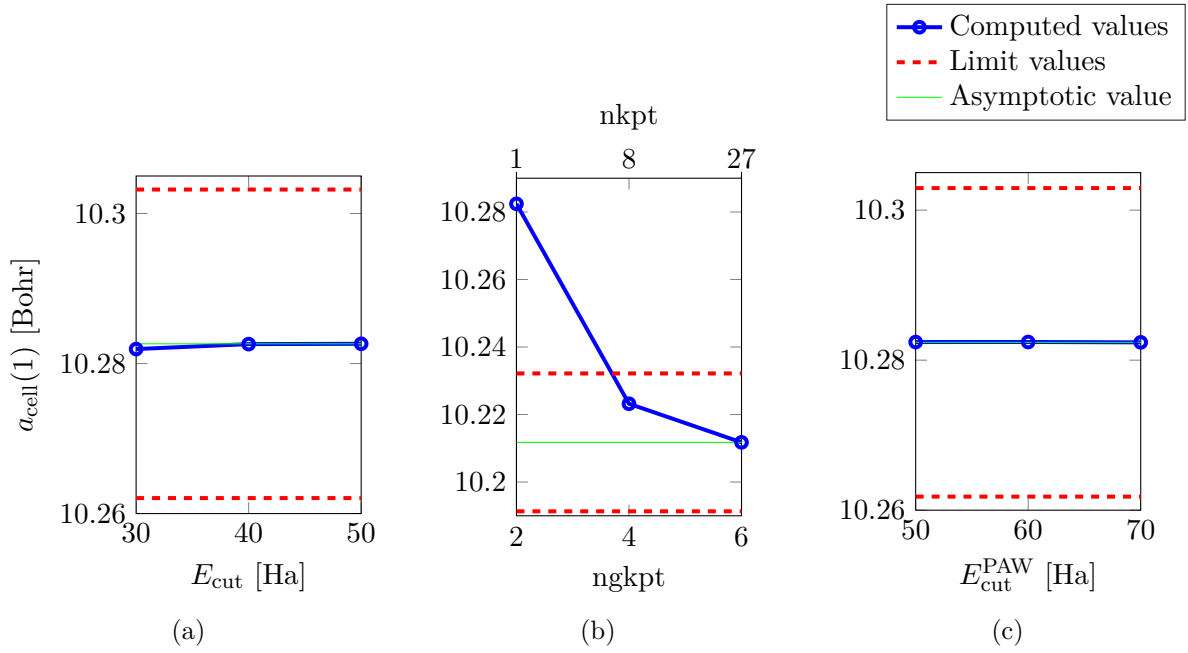 Computed values
Limit values
Asymptotic value
a_cell(1) [Bohr]
10.3
10.28
10.26
30 40 50
E_cut [Ha]
(a)
nkpt
1 8 27
10.28
10.26
10.24
10.22
10.2
2 4 6
ngkpt
(b)
10.3
10.28
10.26
50 60 70
E_cut^PAW [Ha]
(c)